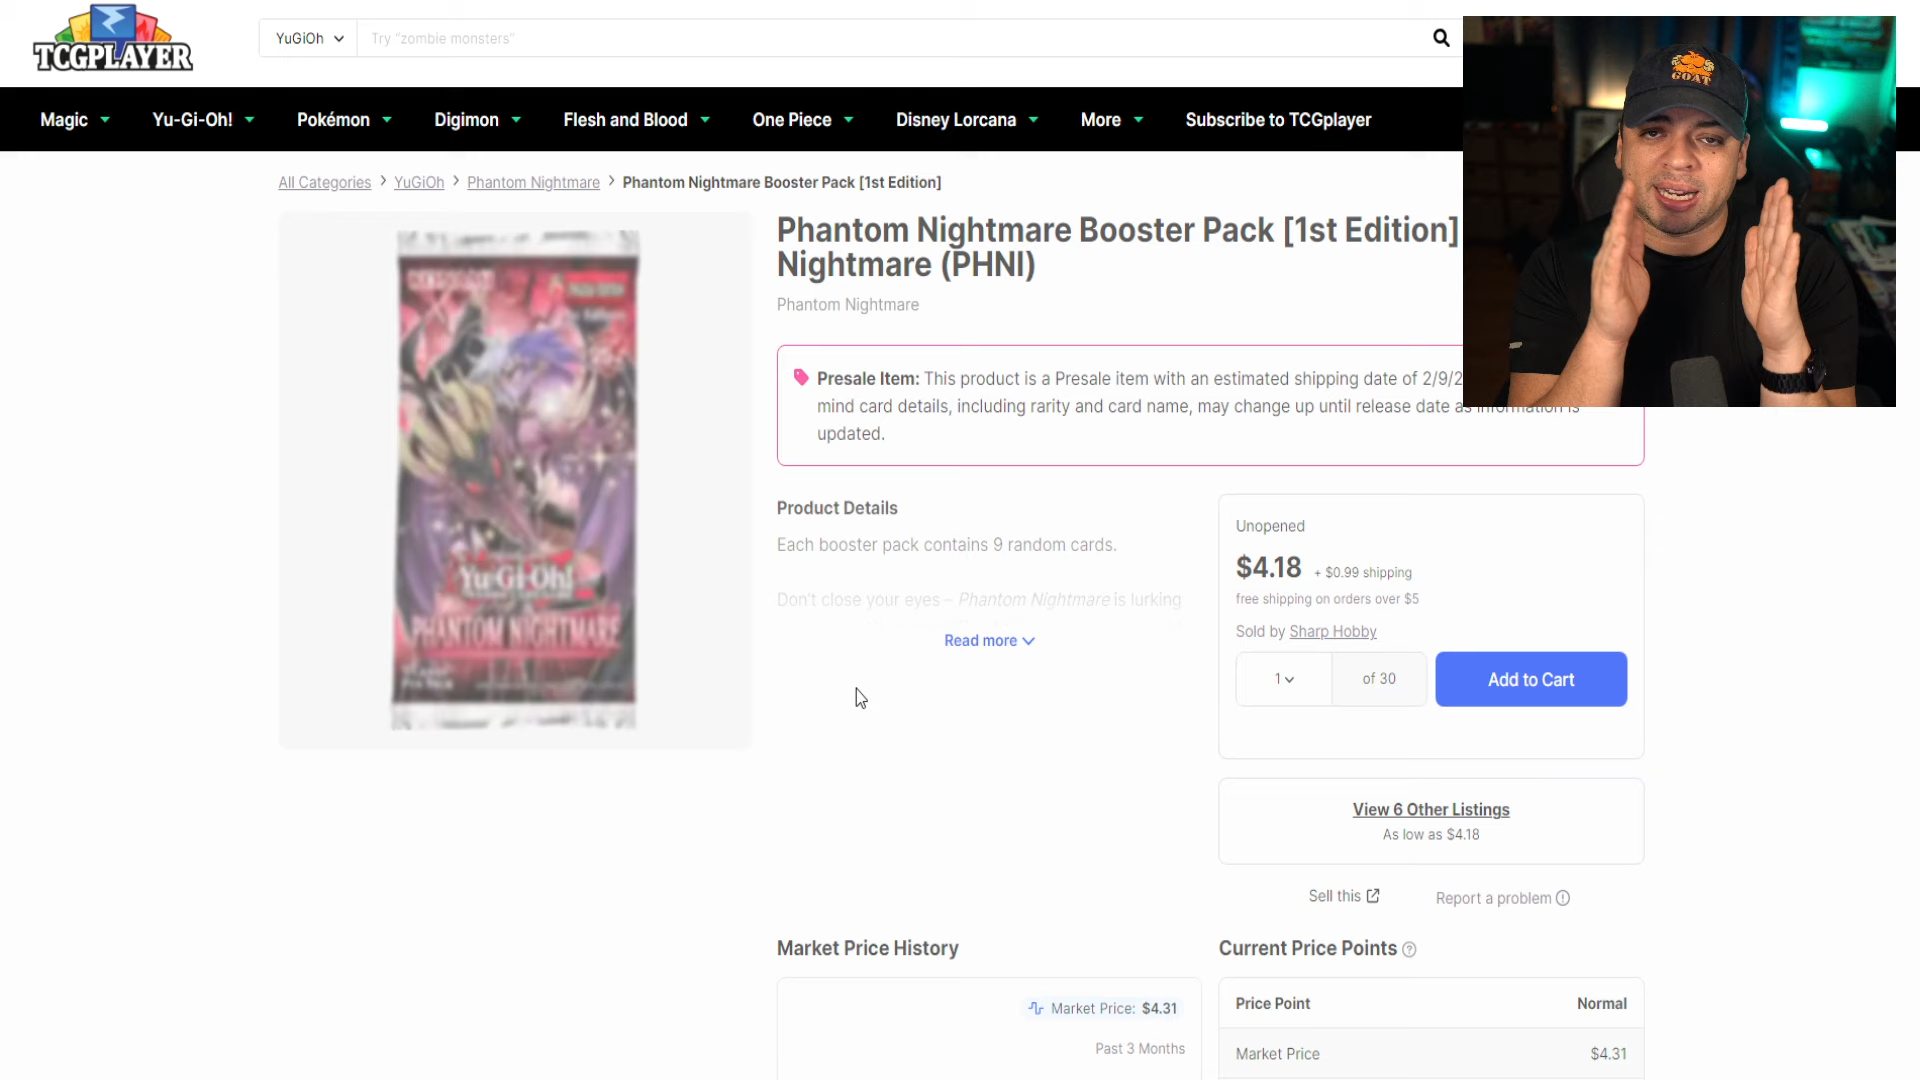 TCGPLAYER
YuGiOh
Try "zombie monsters"
GOAT
Magic
Yu-Gi-Oh!
Pokémon
Digimon
Flesh and Blood
One Piece
Disney Lorcana
More
Subscribe to TCGplayer
All Categories > YuGiOh > Phantom Nightmare > Phantom Nightmare Booster Pack [1st Edition]
Phantom Nightmare Booster Pack [1st Edition]
Nightmare (PHNI)
Phantom Nightmare
Presale Item: This product is a Presale item with an estimated shipping date of 2/9/2
mind card details, including rarity and card name, may change up until release date as information is
updated.
Yu-Gi-Oh!
PHANTOM NIGHTMARE
Product Details
Each booster pack contains 9 random cards.
Don't close your eyes – Phantom Nightmare is lurking
Read more
Unopened
$4.18 + $0.99 shipping
free shipping on orders over $5
Sold by Sharp Hobby
1 of 30
Add to Cart
View 6 Other Listings
As low as $4.18
Sell this
Report a problem
Market Price History
Market Price: $4.31
Past 3 Months
Current Price Points
Price Point Normal
Market Price $4.31